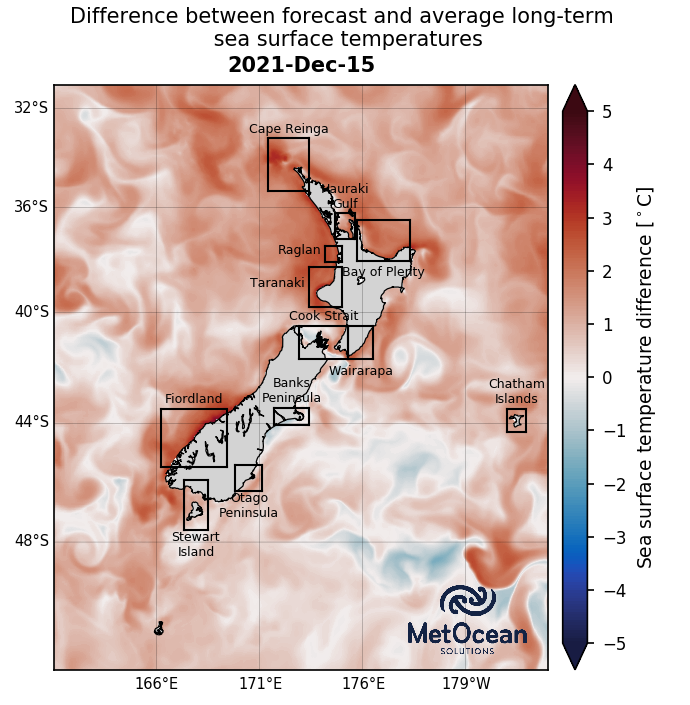 Difference between forecast and average long-term
sea surface temperatures
2021-Dec-15
32°S
36°S
40°S
44°S
48°S
166°E
171°E
176°E
179°W
Cape Reinga
Hauraki
Gulf
Raglan
Bay of Plenty
Taranaki
Cook Strait
Wairarapa
Banks
Peninsula
Fiordland
Chatham
Islands
Otago
Peninsula
Stewart
Island
MetOcean
SOLUTIONS
5
4
3
2
1
0
−1
−2
−3
−4
−5
Sea surface temperature difference [°C]